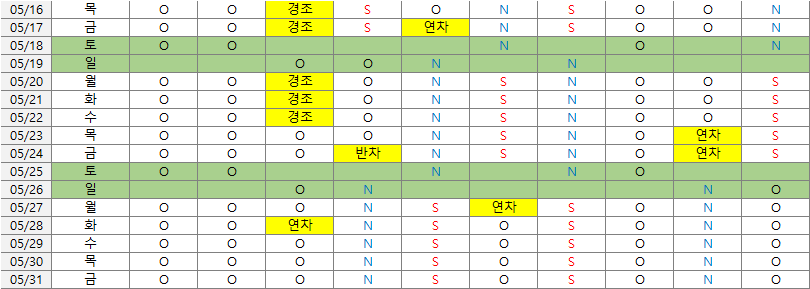 05/16 목 O O 경조 S O N S O O N
05/17 금 O O 경조 S 연차 N S O O N
05/18 토 O O N O N
05/19 일 O O N N
05/20 월 O O 경조 O N S N O O S
05/21 화 O O 경조 O N S N O O S
05/22 수 O O 경조 O N S N O O S
05/23 목 O O O O N S N O 연차 S
05/24 금 O O O 반차 N S N O 연차 S
05/25 토 O O N N O
05/26 일 O N N O
05/27 월 O O O N S 연차 S O N O
05/28 화 O O 연차 N S O S O N O
05/29 수 O O O N S O S O N O
05/30 목 O O O N S O S O N O
05/31 금 O O O N S O S O N O